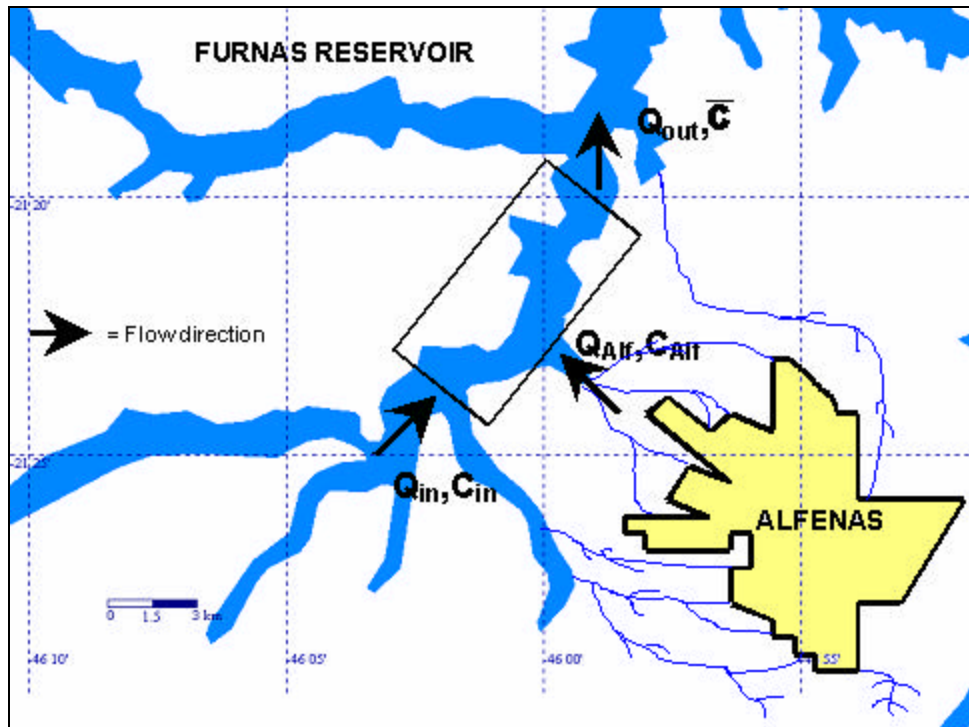 FURNAS RESERVOIR
Qout, c̅
-21 20'
= Flowdirection
QAlf, CAlf
-21 25'
Qin, Cin
ALFENAS
0 1.5 3 km
-46 10'
-46 05'
-46 00'
-45 55'